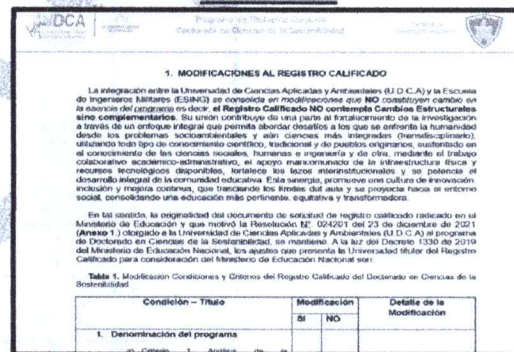 UDCA
Programa de Titulación Conjunta
Doctorado en Ciencias de la Sostenibilidad
1. MODIFICACIONES AL REGISTRO CALIFICADO
La integración entre la Universidad de Ciencias Aplicadas y Ambientales (U.D.C.A) y la Escuela
de Ingenieros Militares (ESING) se consolida en modificaciones que NO constituyen cambio en
la esencia del programa es decir, el Registro Calificado NO contempla Cambios Estructurales
sino complementarios. Su unión contribuye de una parte al fortalecimiento de la investigación
a través de un enfoque integral que permita abordar desafíos a los que se enfrenta la humanidad
desde los problemas socioambientales y aún ciencias más integradas (transdisciplinario),
utilizando todo tipo de conocimiento científico, tradicional y de pueblos originarios, sustentado en
el conocimiento de las ciencias sociales, humanas e ingeniería y de otra, mediante el trabajo
colaborativo académico-administrativo, el apoyo mancomunado de la infraestructura física y
recursos tecnológicos disponibles, fortalece los lazos interinstitucionales y se potencia el
desarrollo integral de la comunidad educativa. Esta sinergia, promueve una cultura de innovación,
inclusión y mejora continua, que trasciende los límites del aula y se proyecta hacia el entorno
social, consolidando una educación más pertinente, equitativa y transformadora.
En tal sentido, la originalidad del documento de solicitud de registro calificado radicado en el
Ministerio de Educación y que motivó la Resolución N°. 024201 del 23 de diciembre de 2021
(Anexo 1.) otorgado a la Universidad de Ciencias Aplicadas y Ambientales (U.D.C.A) al programa
de Doctorado en Ciencias de la Sostenibilidad, se mantiene. A la luz del Decreto 1330 de 2019
del Ministerio de Educación Nacional, los ajustes que presenta la Universidad titular del Registro
Calificado para consideración del Ministerio de Educación Nacional son:
Tabla 1. Modificación Condiciones y Criterios del Registro Calificado del Doctorado en Ciencias de la
Sostenibilidad
Condición – Título Modificación Detalle de la
SI NO Modificación
1. Denominación del programa
a) Criterio 1. Análisis de la